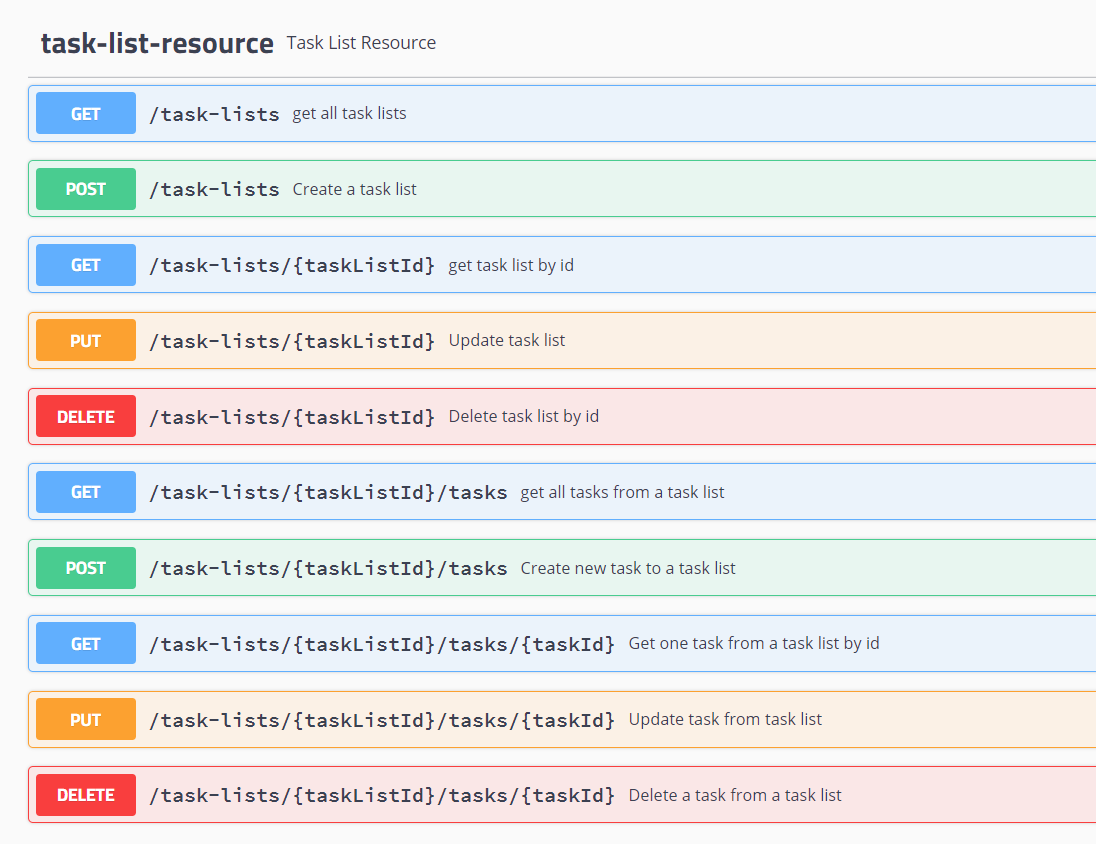 task-list-resource Task List Resource
GET /task-lists get all task lists
POST /task-lists Create a task list
GET /task-lists/{taskListId} get task list by id
PUT /task-lists/{taskListId} Update task list
DELETE /task-lists/{taskListId} Delete task list by id
GET /task-lists/{taskListId}/tasks get all tasks from a task list
POST /task-lists/{taskListId}/tasks Create new task to a task list
GET /task-lists/{taskListId}/tasks/{taskId} Get one task from a task list by id
PUT /task-lists/{taskListId}/tasks/{taskId} Update task from task list
DELETE /task-lists/{taskListId}/tasks/{taskId} Delete a task from a task list